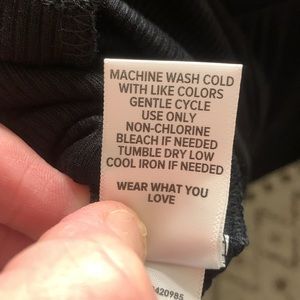 MACHINE WASH COLD
WITH LIKE COLORS
GENTLE CYCLE
USE ONLY
NON-CHLORINE
BLEACH IF NEEDED
TUMBLE DRY LOW
COOL IRON IF NEEDED
WEAR WHAT YOU
LOVE